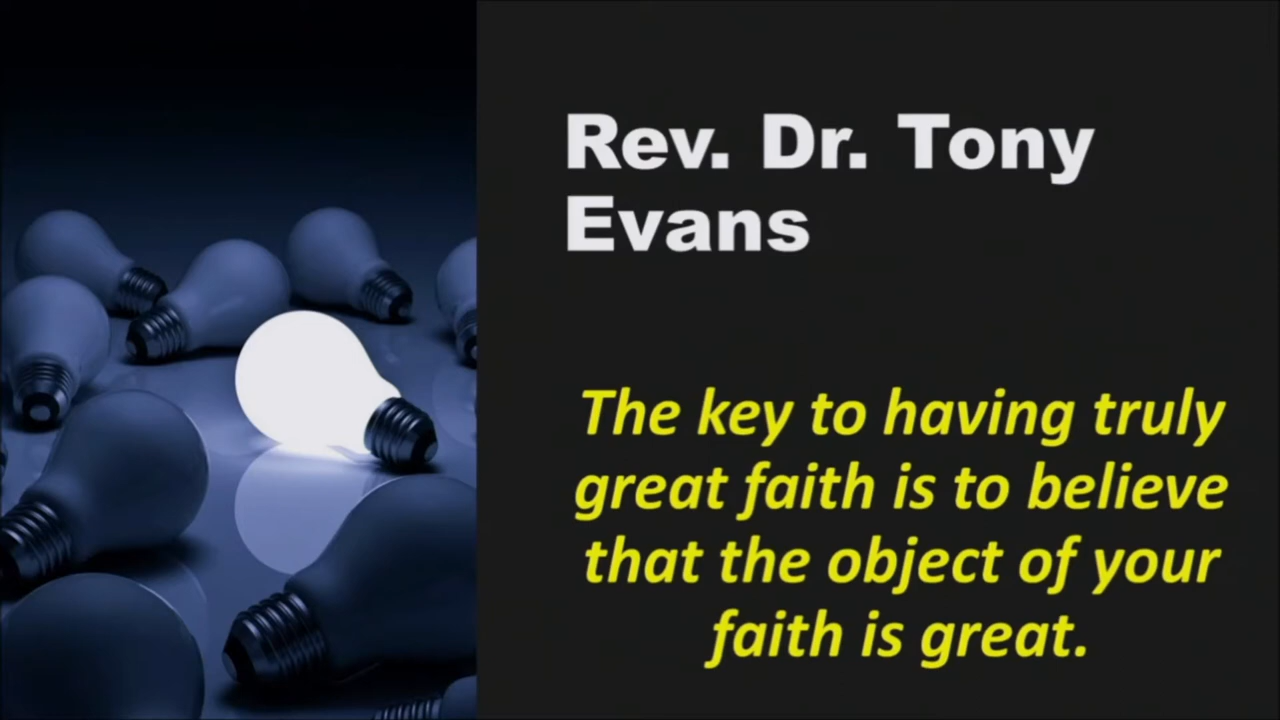 Rev. Dr. Tony
Evans
The key to having truly
great faith is to believe
that the object of your
faith is great.